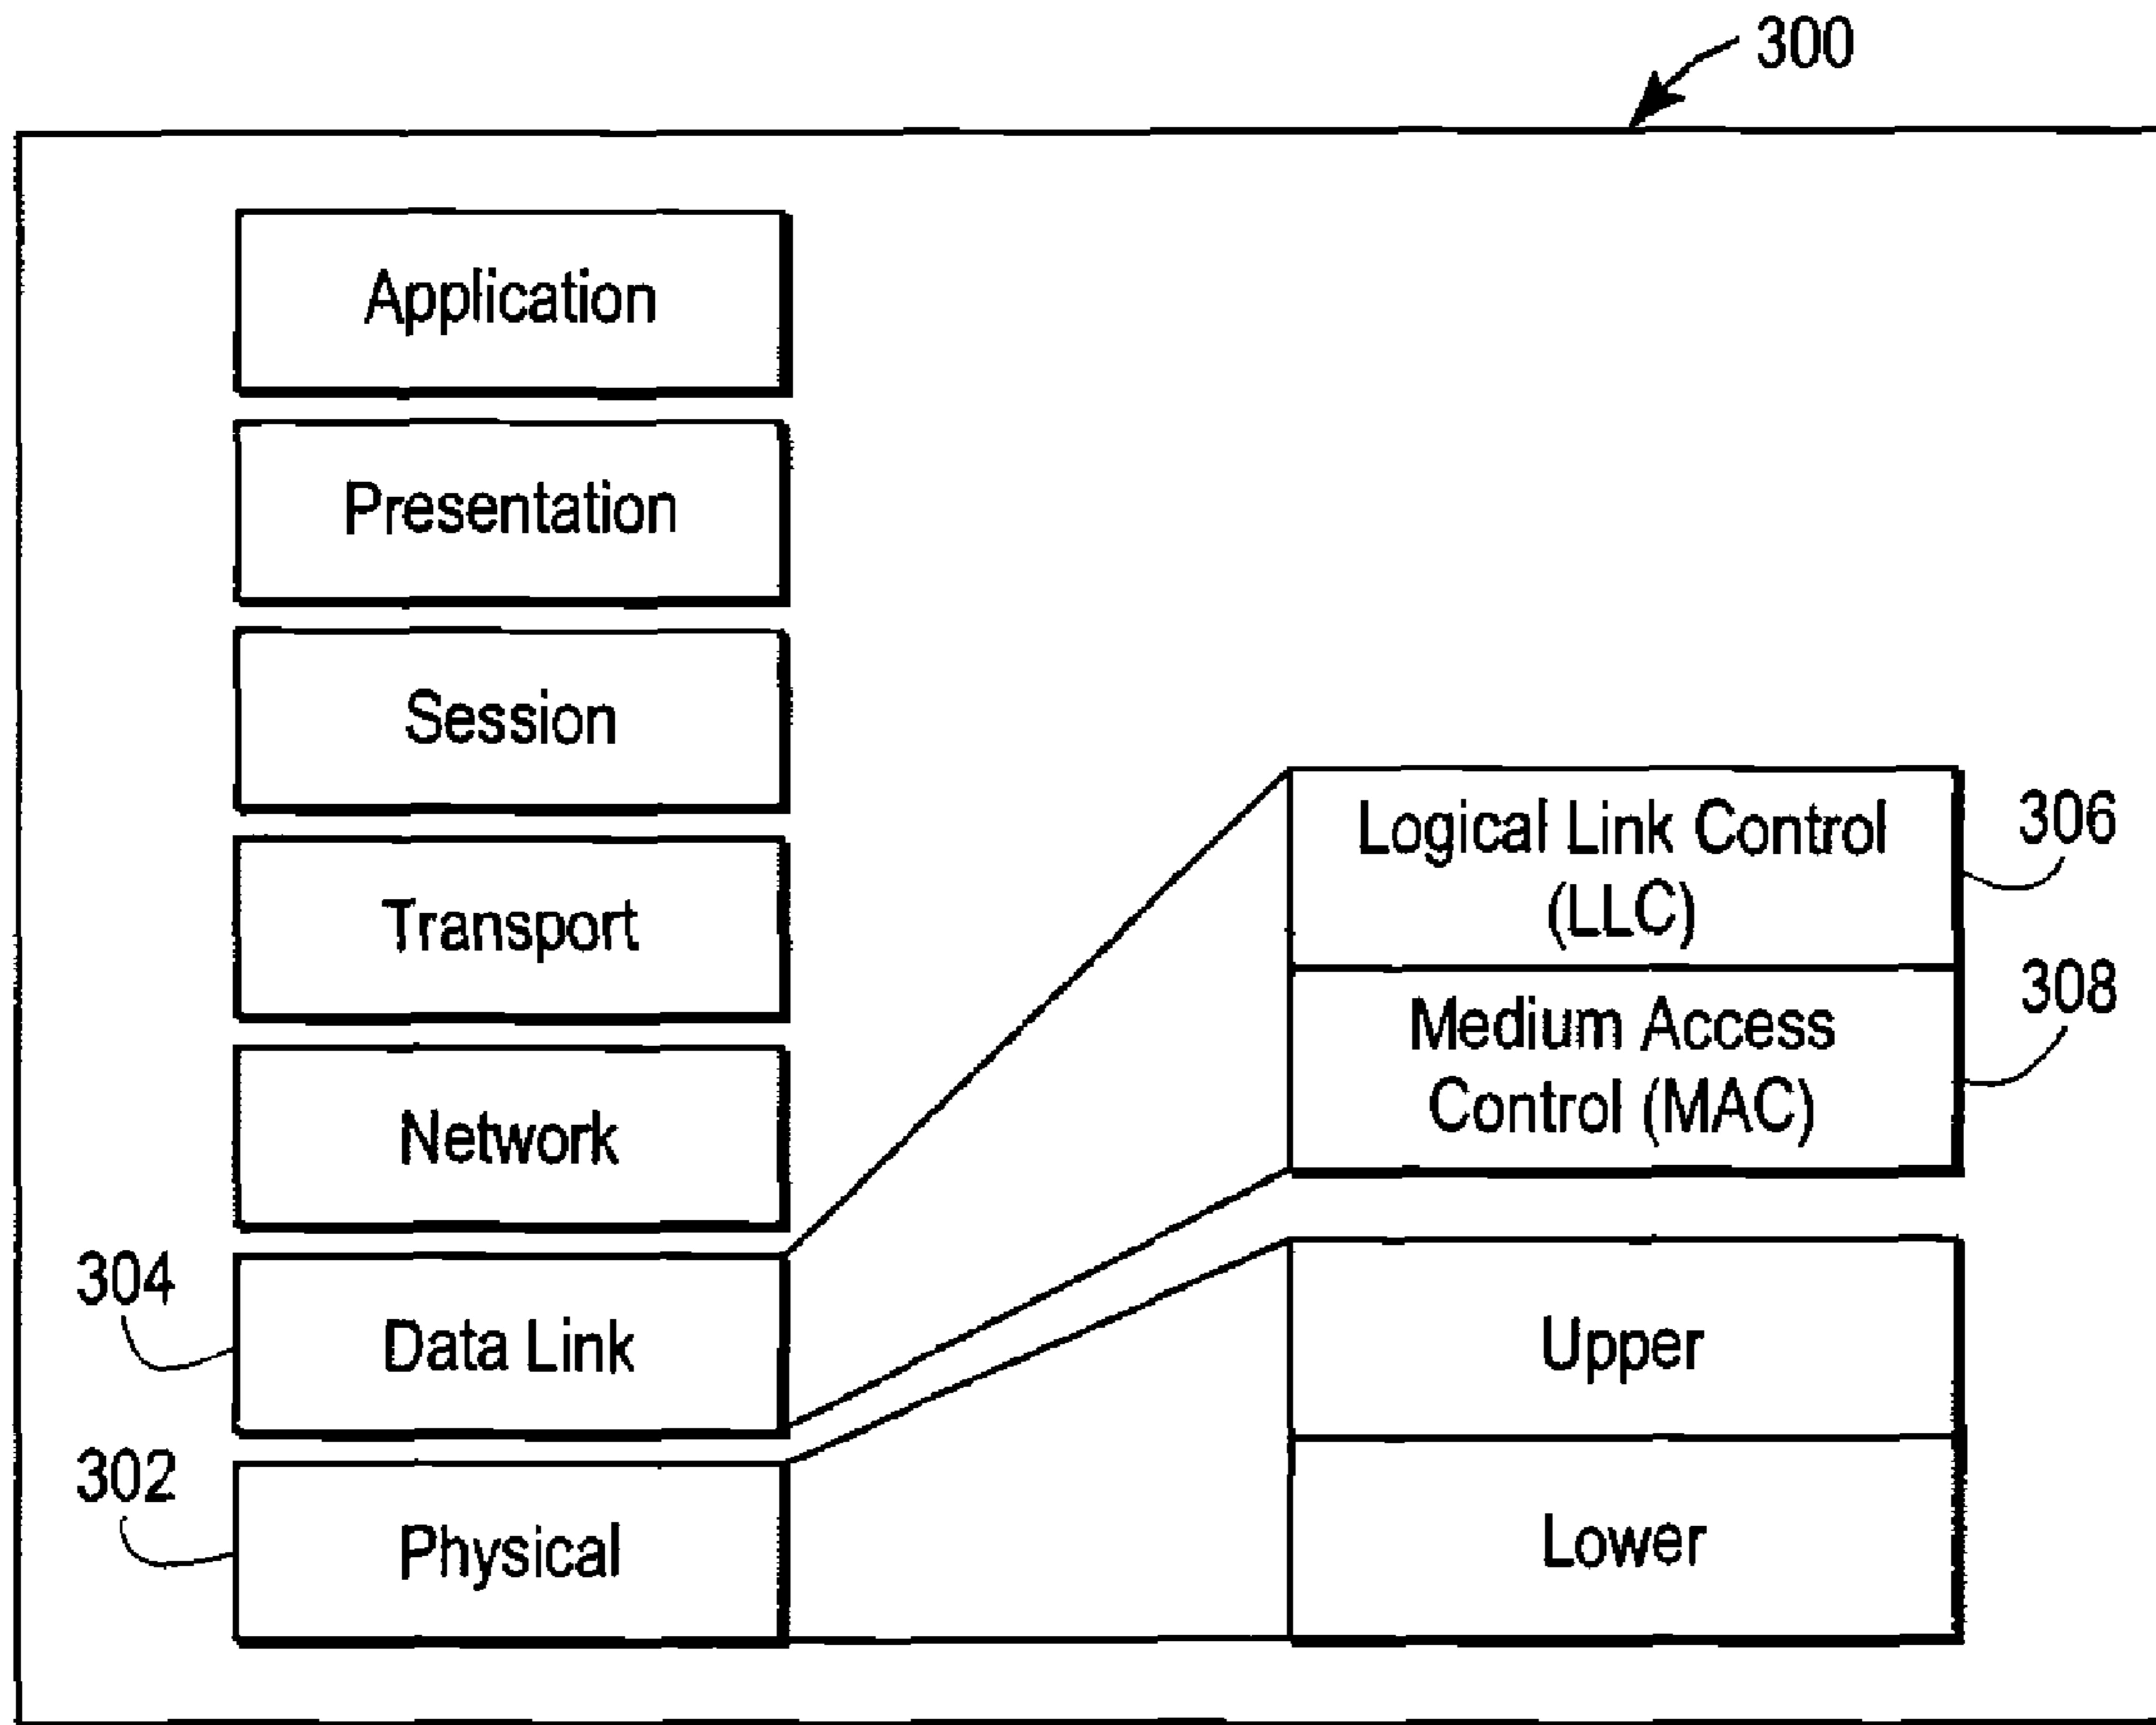 300
Application
Presentation
Session
Transport
Network
304
Data Link
302
Physical
Logical Link Control
(LLC)
306
Medium Access
Control (MAC)
308
Upper
Lower